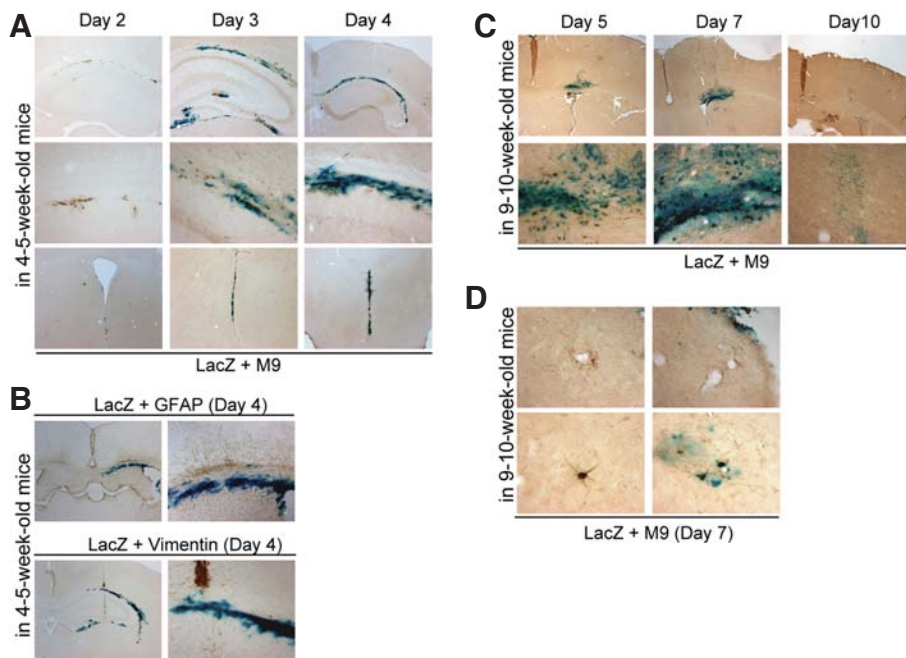 A
Day 2
Day 3
Day 4
in 4-5-week-old mice
LacZ + M9
B
LacZ + GFAP (Day 4)
LacZ + Vimentin (Day 4)
in 4-5-week-old mice
C
Day 5
Day 7
Day10
in 9-10-week-old mice
LacZ + M9
D
in 9-10-week-old mice
LacZ + M9 (Day 7)